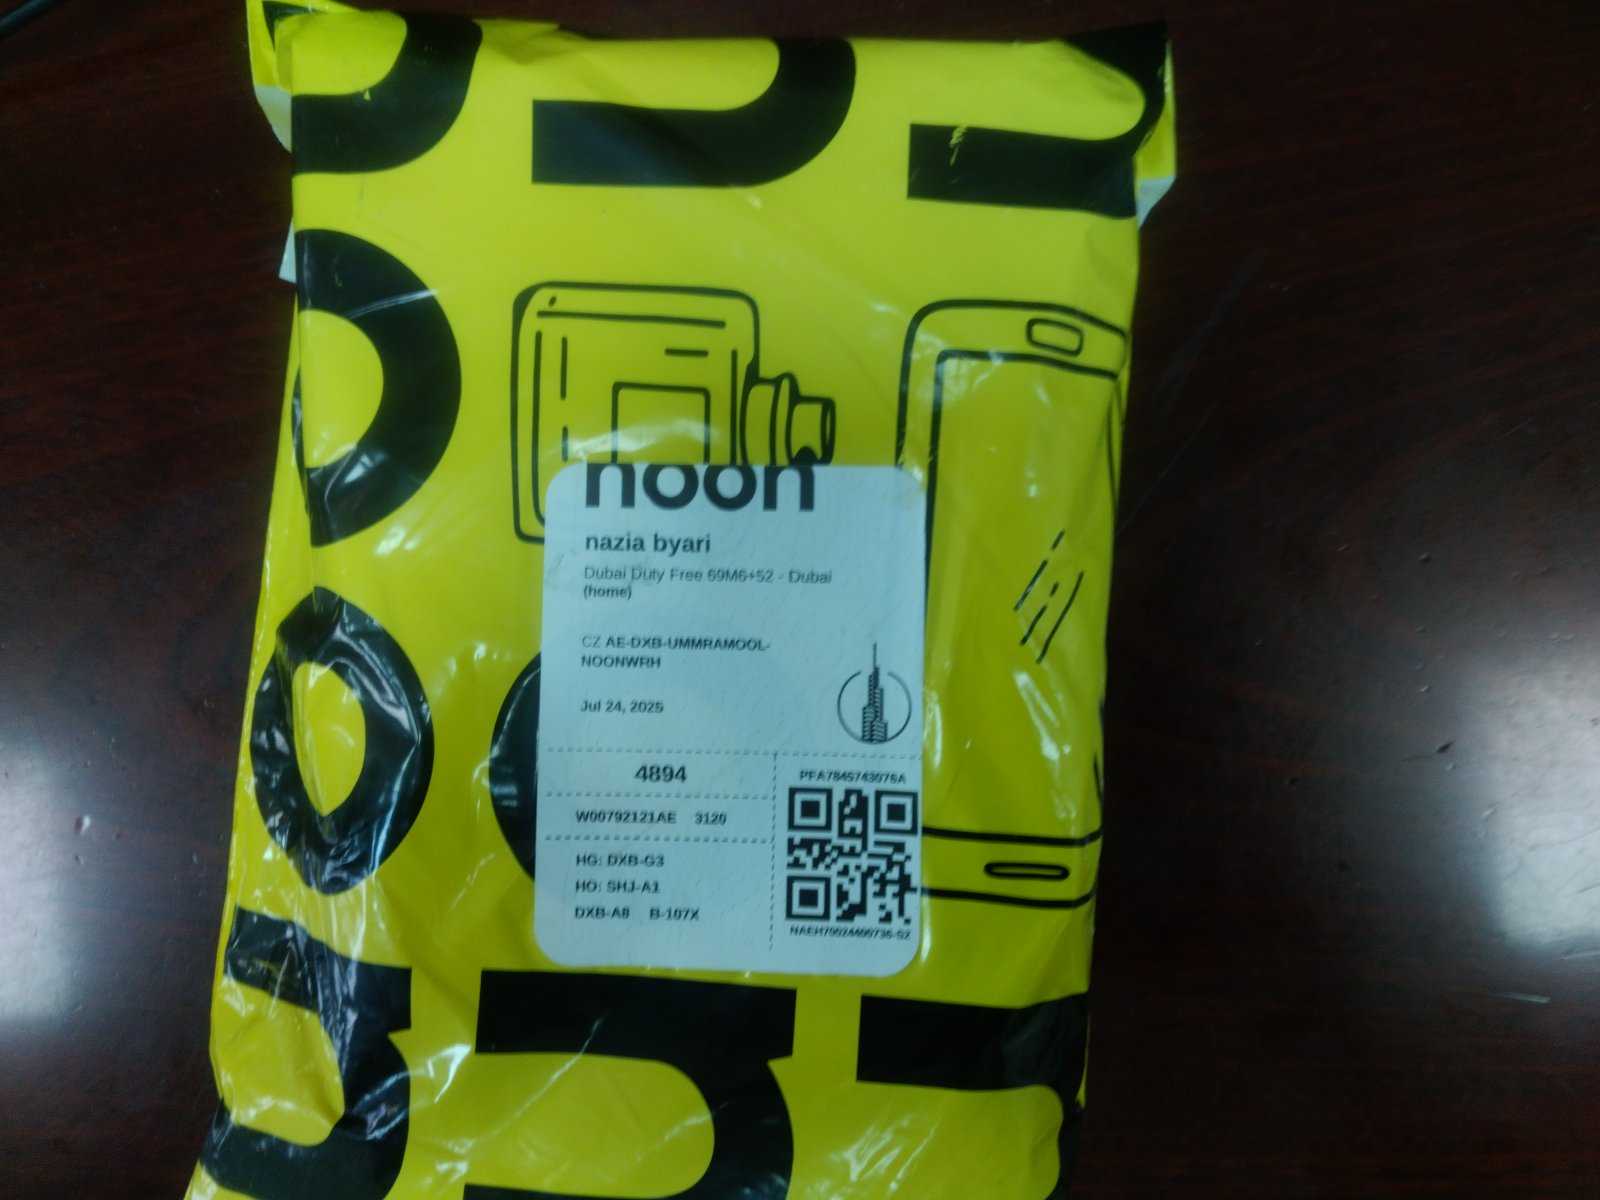 noon
nazia byari
Dubai Duty Free 69M6+52 - Dubai
(home)
CZ AE-DXB-UMMRAMOOL-
NOONWRH
Jul 24, 2025
4894
PFA7845743076A
W00792121AE 3120
HG: DXB-G3
HO: SHJ-A1
DXB-A8 B-107X